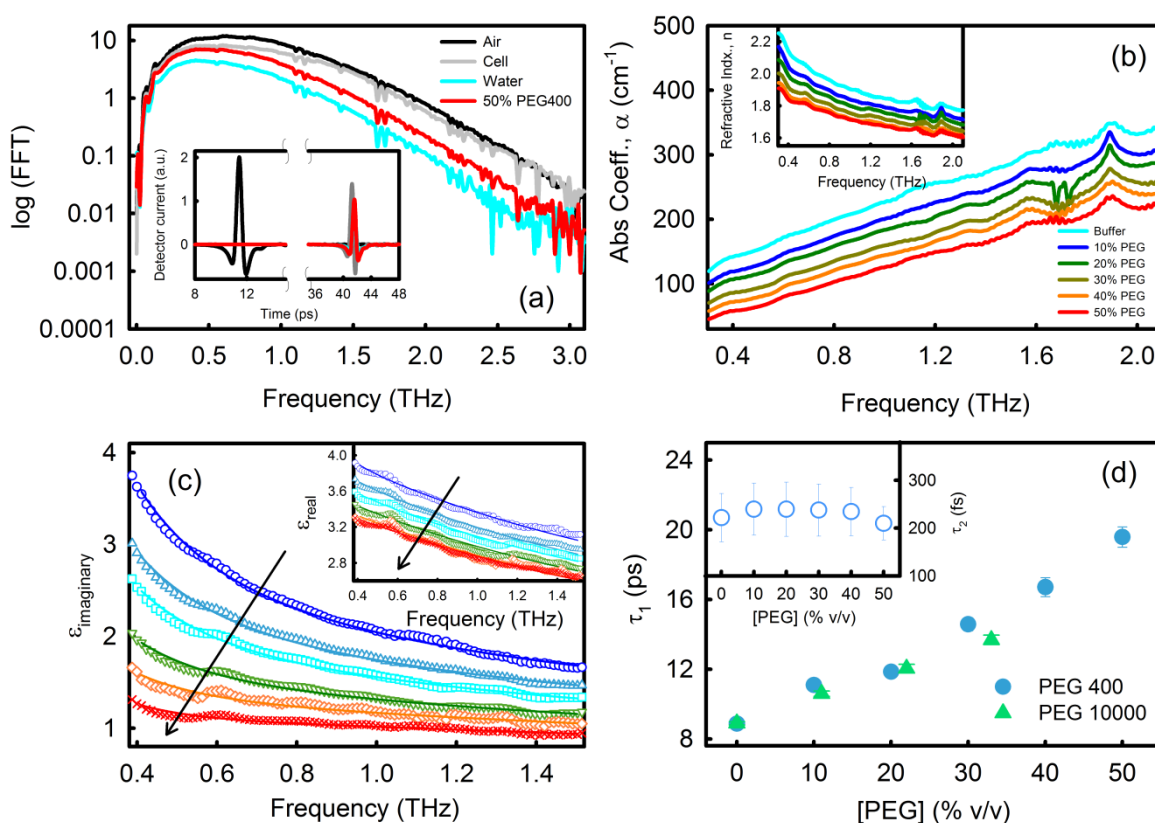 10
1
0.1
0.01
0.001
0.0001
log (FFT)
Air
Cell
Water
50% PEG400
Detector current (a.u.)
2
1
0
8 12 36 40 44 48
Time (ps)
(a)
0.0 0.5 1.0 1.5 2.0 2.5 3.0
Frequency (THz)
500
400
300
200
100
Abs Coeff., α (cm⁻¹)
Refractive Indx., n
2.2
2.0
1.8
1.6
0.3 0.6 0.9 1.2 1.5 1.8 2.1
Frequency (THz)
(b)
Buffer
10% PEG
20% PEG
30% PEG
40% PEG
50% PEG
0.4 0.8 1.2 1.6 2.0
Frequency (THz)
4
3
2
1
ε imaginary
(c)
ε real
4.0
3.6
3.2
2.8
0.4 0.6 0.8 1.0 1.2 1.4
Frequency (THz)
0.4 0.6 0.8 1.0 1.2 1.4
Frequency (THz)
24
20
16
12
8
τ₁ (ps)
300
200
100
τ₂ (fs)
0 10 20 30 40 50
[PEG] (% v/v)
(d)
PEG 400
PEG 10000
0 10 20 30 40 50
[PEG] (% v/v)